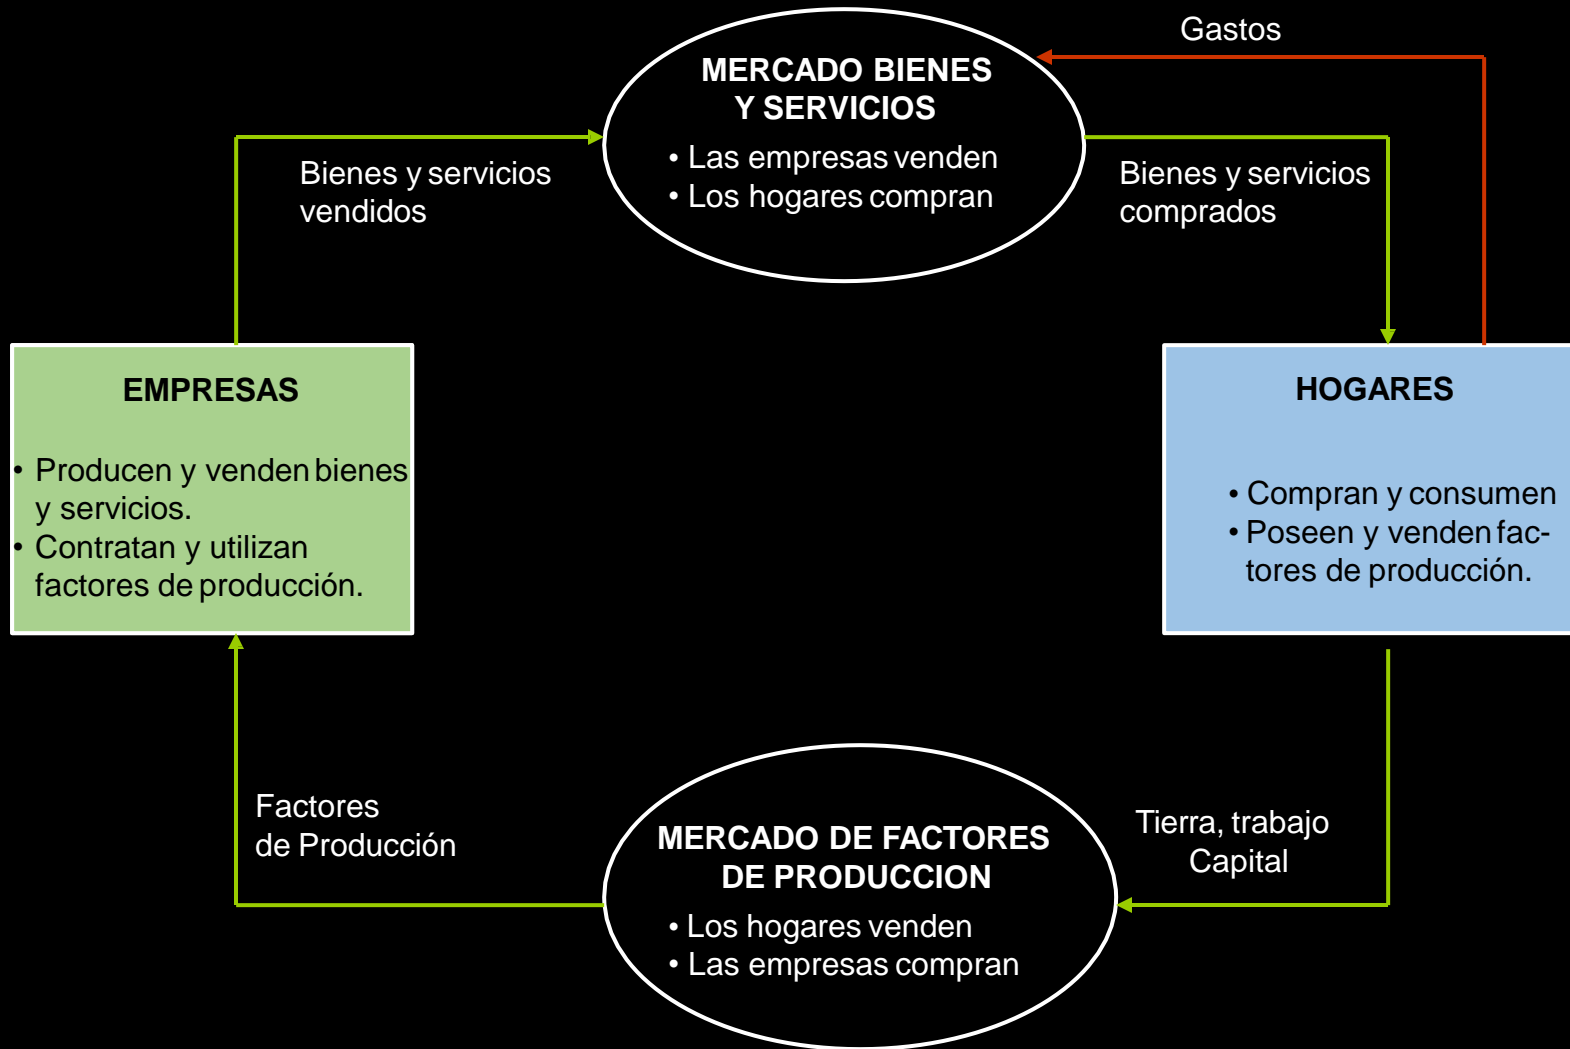 Gastos
MERCADO BIENES
Y SERVICIOS
• Las empresas venden
• Los hogares compran
Bienes y servicios
vendidos
Bienes y servicios
comprados
EMPRESAS
• Producen y venden bienes
y servicios.
• Contratan y utilizan
factores de producción.
HOGARES
• Compran y consumen
• Poseen y venden fac-
tores de producción.
Factores
de Producción
MERCADO DE FACTORES
DE PRODUCCION
• Los hogares venden
• Las empresas compran
Tierra, trabajo
Capital